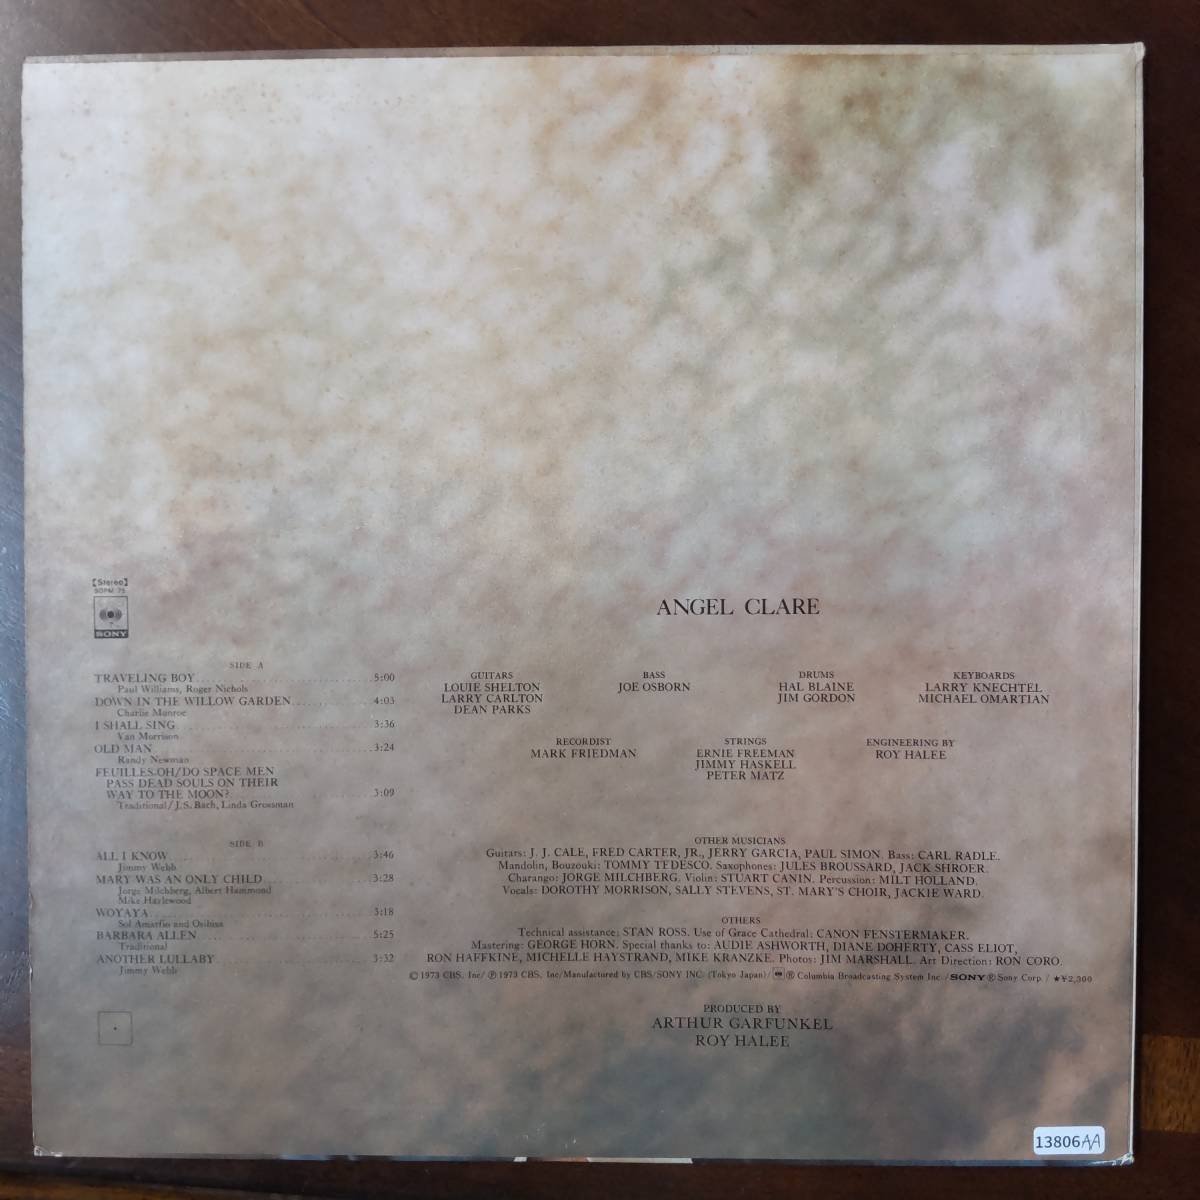 【Stereo】
SOPM 75
SONY
ANGEL CLARE
SIDE A
TRAVELING BOY 5:00
Paul Williams, Roger Nichols
DOWN IN THE WILLOW GARDEN 4:03
Charlie Monroe
I SHALL SING 3:36
Van Morrison
OLD MAN 3:24
Randy Newman
FEUILLES-OH/DO SPACE MEN
PASS DEAD SOULS ON THEIR
WAY TO THE MOON? 3:09
Traditional/J.S. Bach, Linda Grossman
SIDE B
ALL I KNOW 3:46
Jimmy Webb
MARY WAS AN ONLY CHILD 3:28
Jorge Milchberg, Albert Hammond
Mike Hazlewood
WOYAYA 3:18
Sol Amarfio and Osibisa
BARBARA ALLEN 5:25
Traditional
ANOTHER LULLABY 3:32
Jimmy Webb
GUITARS
LOUIE SHELTON
LARRY CARLTON
DEAN PARKS
BASS
JOE OSBORN
DRUMS
HAL BLAINE
JIM GORDON
KEYBOARDS
LARRY KNECHTEL
MICHAEL OMARTIAN
RECORDIST
MARK FRIEDMAN
STRINGS
ERNIE FREEMAN
JIMMY HASKELL
PETER MATZ
ENGINEERING BY
ROY HALEE
OTHER MUSICIANS
Guitars: J. J. CALE, FRED CARTER, JR., JERRY GARCIA, PAUL SIMON. Bass: CARL RADLE.
Mandolin, Bouzouki: TOMMY TEDESCO. Saxophones: JULES BROUSSARD, JACK SHROER.
Charango: JORGE MILCHBERG. Violin: STUART CANIN. Percussion: MILT HOLLAND.
Vocals: DOROTHY MORRISON, SALLY STEVENS, ST. MARY'S CHOIR, JACKIE WARD.
OTHERS
Technical assistance: STAN ROSS. Use of Grace Cathedral: CANON FENSTERMAKER.
Mastering: GEORGE HORN. Special thanks to: AUDIE ASHWORTH, DIANE DOHERTY, CASS ELIOT,
RON HAFFKINE, MICHELLE HAYSTRAND, MIKE KRANZKE. Photos: JIM MARSHALL. Art Direction: RON CORO.
© 1973 CBS. Inc/ ℗ 1973 CBS. Inc/Manufactured by CBS/SONY INC. (Tokyo Japan)/ ® Columbia Broadcasting System Inc. / SONY ® Sony Corp. / ★¥2,300
PRODUCED BY
ARTHUR GARFUNKEL
ROY HALEE
13806AA